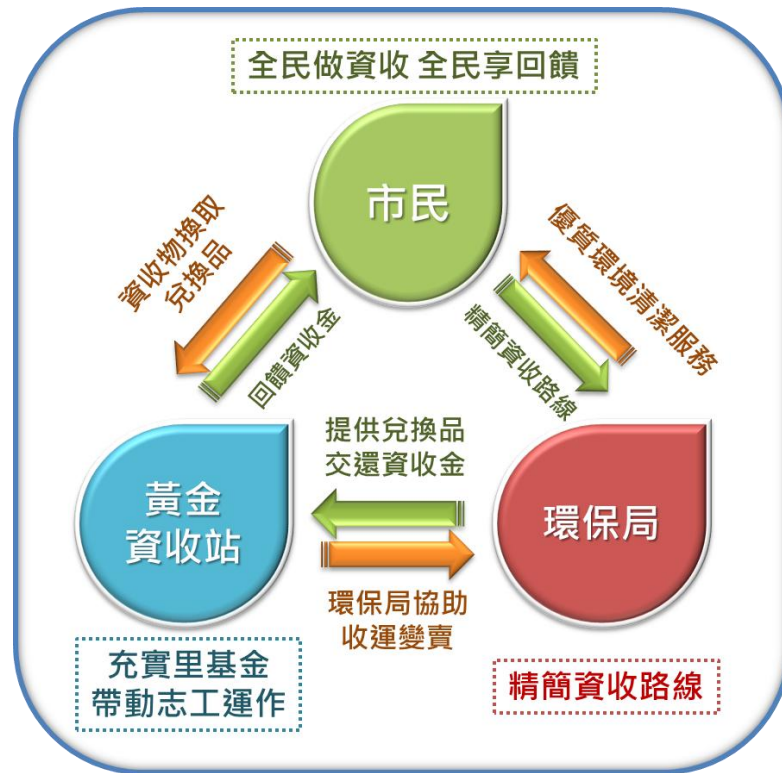 全民做資收 全民享回饋
市民
資收物換取
兌換品
回饋資收金
優質環境清潔服務
精簡資收路線
提供兌換品
交還資收金
黃金
資收站
環保局
環保局協助
收運變賣
充實里基金
帶動志工運作
精簡資收路線